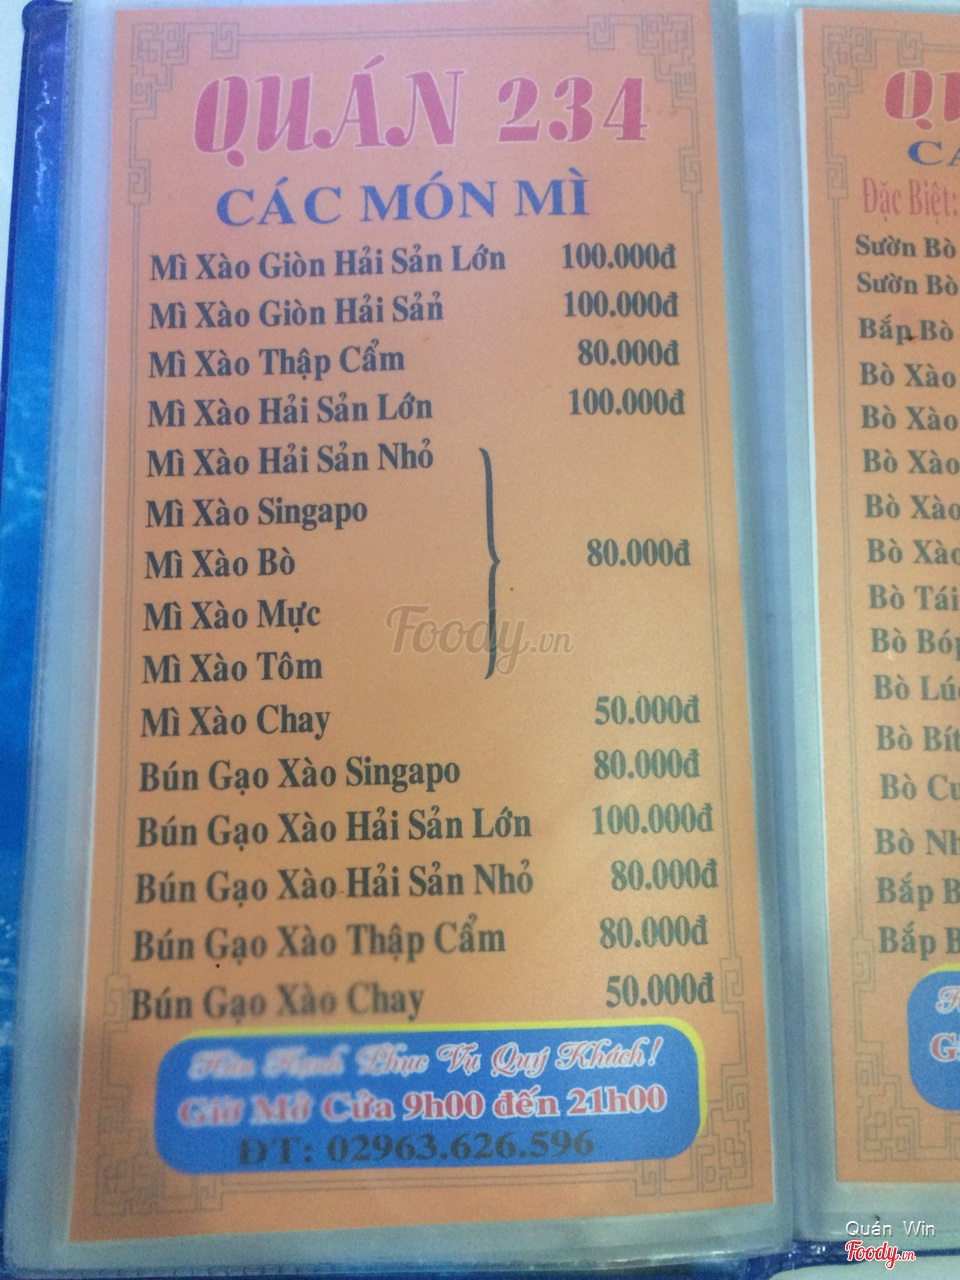 QUÁN 234
CÁC MÓN MÌ
Mì Xào Giòn Hải Sản Lớn 100.000đ
Mì Xào Giòn Hải Sản 100.000đ
Mì Xào Thập Cẩm 80.000đ
Mì Xào Hải Sản Lớn 100.000đ
Mì Xào Hải Sản Nhỏ
Mì Xào Singapo
Mì Xào Bò 80.000đ
Mì Xào Mực
Mì Xào Tôm
Mì Xào Chay 50.000đ
Bún Gạo Xào Singapo 80.000đ
Bún Gạo Xào Hải Sản Lớn 100.000đ
Bún Gạo Xào Hải Sản Nhỏ 80.000đ
Bún Gạo Xào Thập Cẩm 80.000đ
Bún Gạo Xào Chay 50.000đ
Hân Hạnh Phục Vụ Quý Khách!
Giờ Mở Cửa 9h00 đến 21h00
ĐT: 02963.626.596
Foody.vn
Đặc Biệt:
Sườn Bò
Sườn Bò
Bắp Bò
Bò Xào
Bò Xào
Bò Xào
Bò Xào
Bò Xào
Bò Tái
Bò
Bò
Bò
Bò
Bò
Bắp
Bắp
Quán Win
Foody.vn